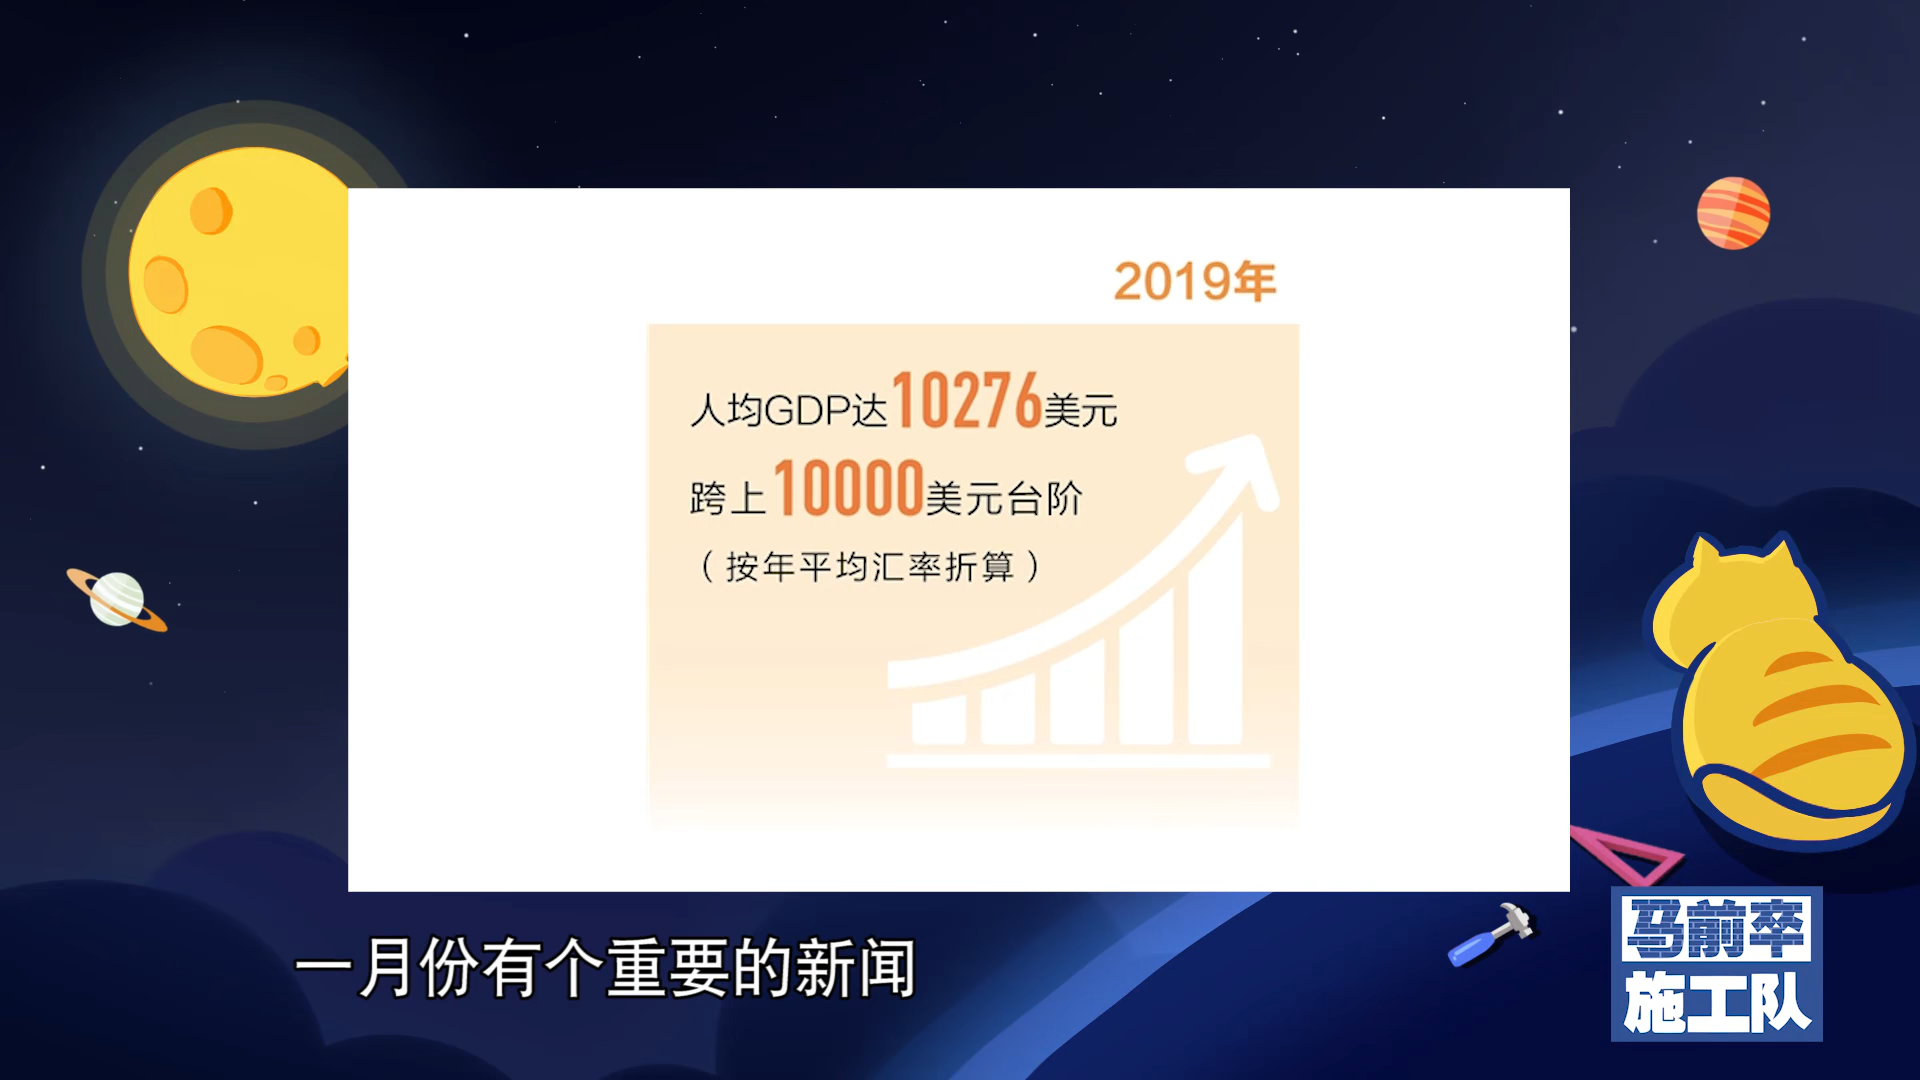 2019年
人均GDP达10276美元
跨上10000美元台阶
（按年平均汇率折算）
一月份有个重要的新闻
马前卒
施工队